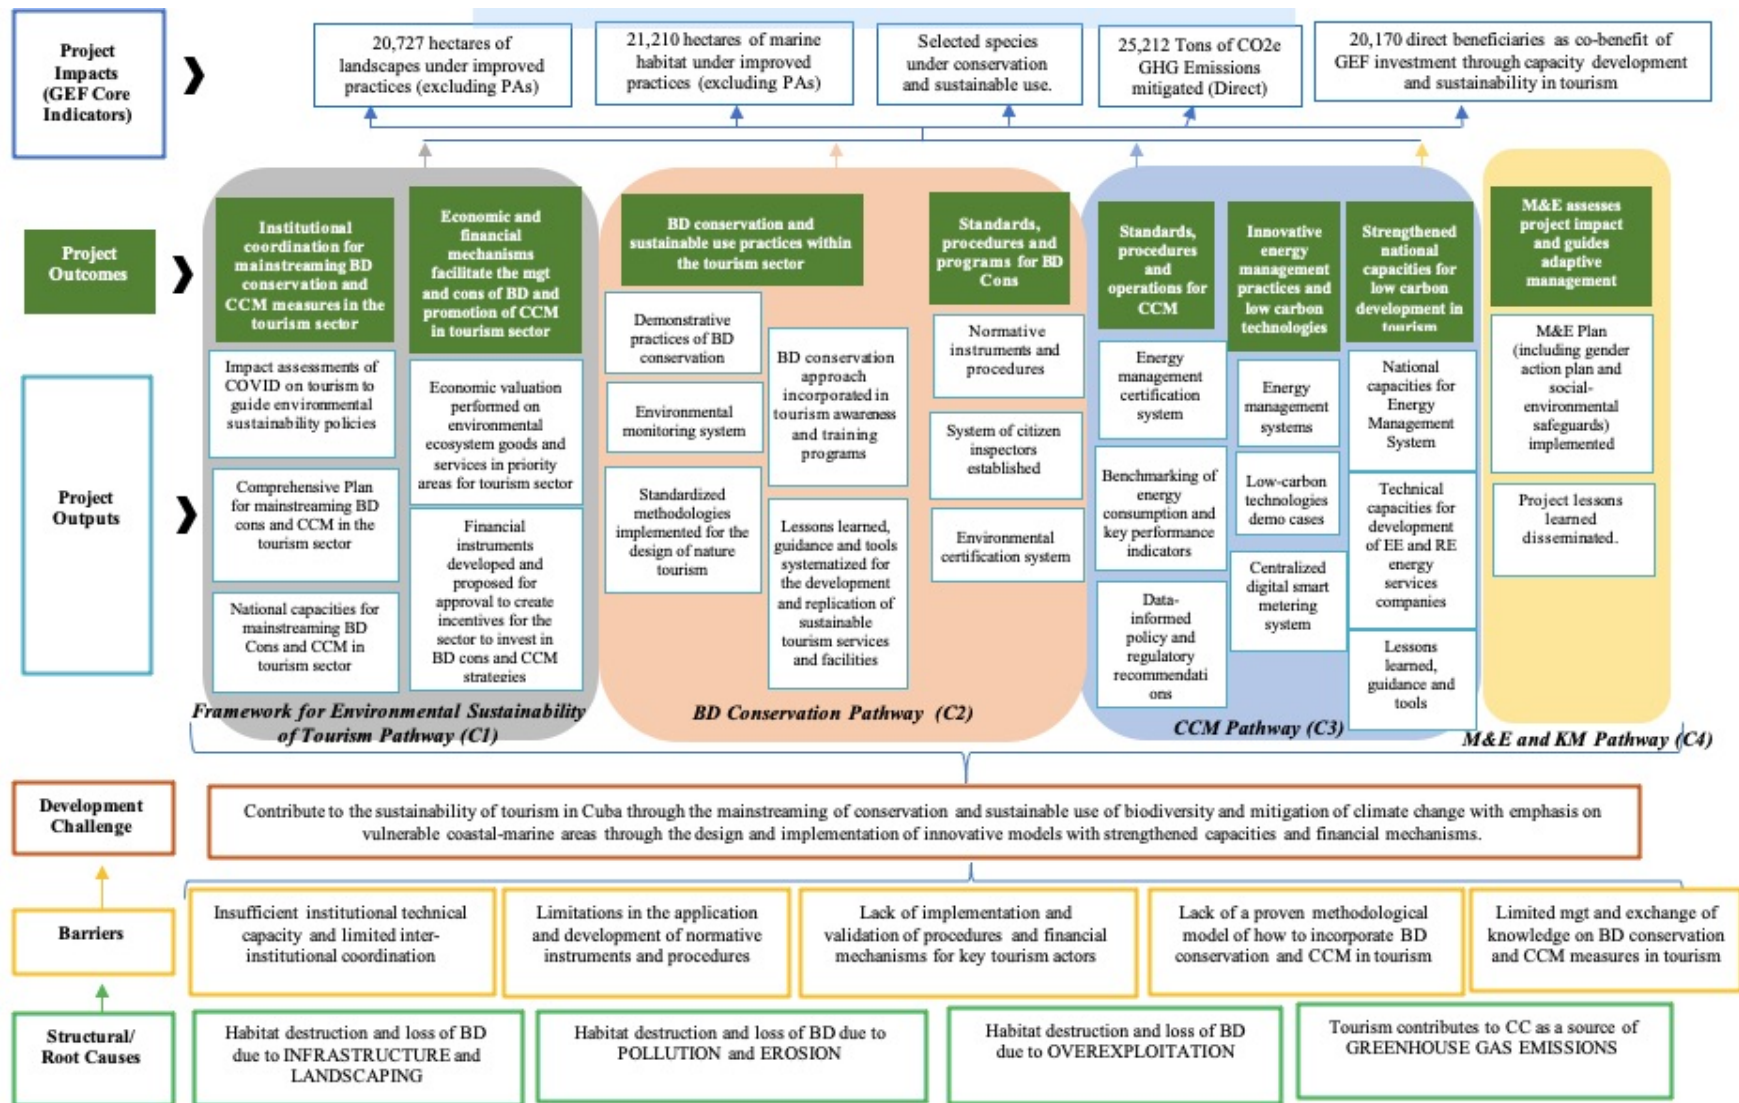 Project
Impacts
(GEF Core
Indicators)
20,727 hectares of
landscapes under improved
practices (excluding PAs)
21,210 hectares of marine
habitat under improved
practices (excluding PAs)
Selected species
under conservation
and sustainable use.
25,212 Tons of CO2e
GHG Emissions
mitigated (Direct)
20,170 direct beneficiaries as co-benefit of
GEF investment through capacity development
and sustainability in tourism
Project
Outcomes
Institutional
coordination for
mainstreaming BD
conservation and
CCM measures in the
tourism sector
Economic and
financial
mechanisms
facilitate the mgt
and cons of BD and
promotion of CCM
in tourism sector
BD conservation and
sustainable use practices within
the tourism sector
Standards,
procedures and
programs for BD
Cons
Standards,
procedures
and
operations for
CCM
Innovative
energy
management
practices and
low carbon
technologies
Strengthened
national
capacities for
low carbon
development in
tourism
M&E assesses
project impact
and guides
adaptive
management
Project
Outputs
Impact assessments of
COVID on tourism to
guide environmental
sustainability policies
Comprehensive Plan
for mainstreaming BD
cons and CCM in the
tourism sector
National capacities for
mainstreaming BD
Cons and CCM in
tourism sector
Economic valuation
performed on
environmental
ecosystem goods and
services in priority
areas for tourism sector
Financial
instruments
developed and
proposed for
approval to create
incentives for the
sector to invest in
BD cons and CCM
strategies
Demonstrative
practices of BD
conservation
Environmental
monitoring system
Standardized
methodologies
implemented for the
design of nature
tourism
BD conservation
approach
incorporated in
tourism awareness
and training
programs
Lessons learned,
guidance and tools
systematized for
the development
and replication of
sustainable
tourism services
and facilities
Normative
instruments and
procedures
System of citizen
inspectors
established
Environmental
certification system
Energy
management
certification
system
Benchmarking of
energy
consumption and
key performance
indicators
Data-
informed
policy and
regulatory
recommendati
ons
Energy
management
systems
Low-carbon
technologies
demo cases
Centralized
digital smart
metering
system
National
capacities for
Energy
Management
System
Technical
capacities for
development
of EE and RE
energy
services
companies
Lessons
learned,
guidance and
tools
M&E Plan
(including gender
action plan and
social-
environmental
safeguards)
implemented
Project lessons
learned
disseminated.
Framework for Environmental Sustainability
of Tourism Pathway (C1)
BD Conservation Pathway (C2)
CCM Pathway (C3)
M&E and KM Pathway (C4)
Development
Challenge
Contribute to the sustainability of tourism in Cuba through the mainstreaming of conservation and sustainable use of biodiversity and mitigation of climate change with emphasis on
vulnerable coastal-marine areas through the design and implementation of innovative models with strengthened capacities and financial mechanisms.
Barriers
Insufficient institutional technical
capacity and limited inter-
institutional coordination
Limitations in the application
and development of normative
instruments and procedures
Lack of implementation and
validation of procedures and financial
mechanisms for key tourism actors
Lack of a proven methodological
model of how to incorporate BD
conservation and CCM in tourism
Limited mgt and exchange of
knowledge on BD conservation
and CCM measures in tourism
Structural/
Root Causes
Habitat destruction and loss of BD
due to INFRASTRUCTURE and
LANDSCAPING
Habitat destruction and loss of BD due to
POLLUTION and EROSION
Habitat destruction and loss of BD
due to OVEREXPLOITATION
Tourism contributes to CC as a source of
GREENHOUSE GAS EMISSIONS